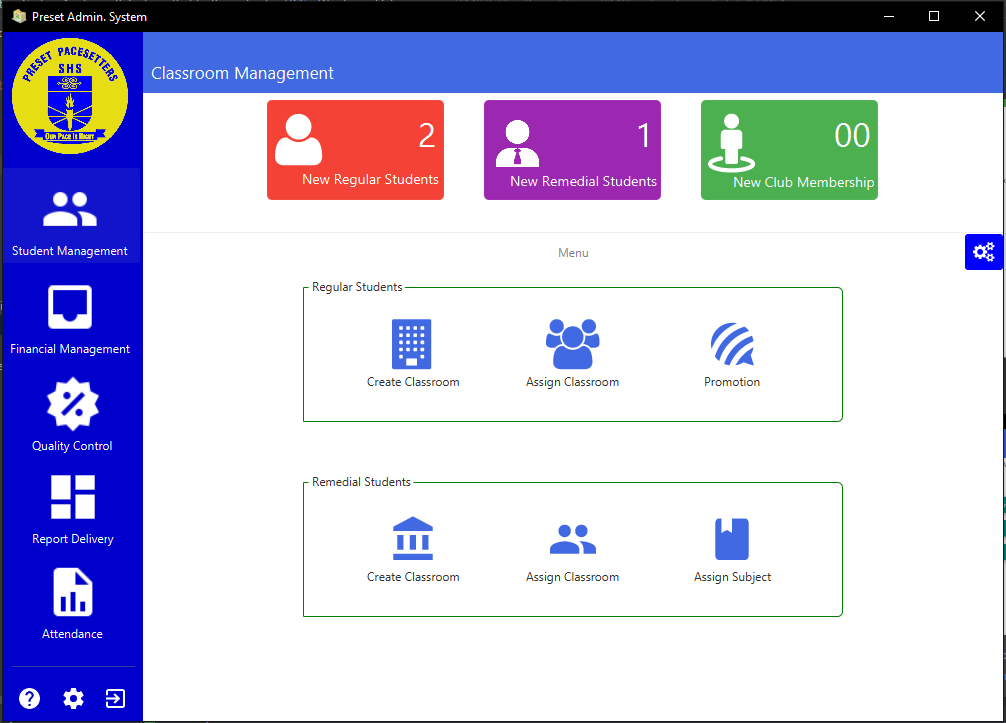 Preset Admin. System
PRESET PACESETTERS
SHS
OUR PACE IS MIGHT
Classroom Management
2
New Regular Students
1
New Remedial Students
00
New Club Membership
Student Management
Financial Management
Quality Control
Report Delivery
Attendance
Menu
Regular Students
Create Classroom
Assign Classroom
Promotion
Remedial Students
Create Classroom
Assign Classroom
Assign Subject